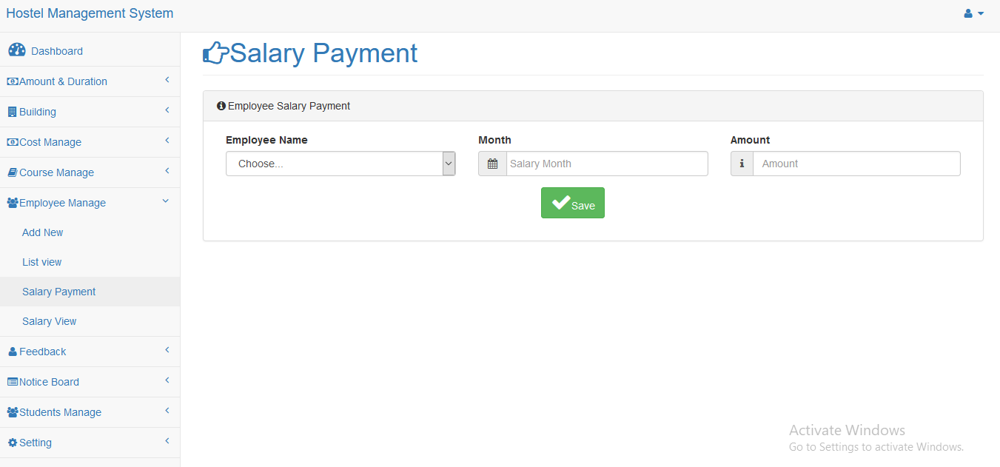 Hostel Management System
Dashboard
Amount & Duration
Building
Cost Manage
Course Manage
Employee Manage
Add New
List view
Salary Payment
Salary View
Feedback
Notice Board
Students Manage
Setting
Salary Payment
Employee Salary Payment
Employee Name
Choose...
Month
Salary Month
Amount
Amount
Save
Activate Windows
Go to Settings to activate Windows.